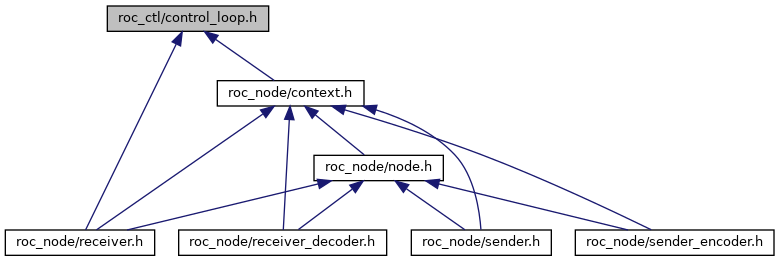 roc_ctl/control_loop.h
roc_node/context.h
roc_node/node.h
roc_node/receiver.h
roc_node/receiver_decoder.h
roc_node/sender.h
roc_node/sender_encoder.h